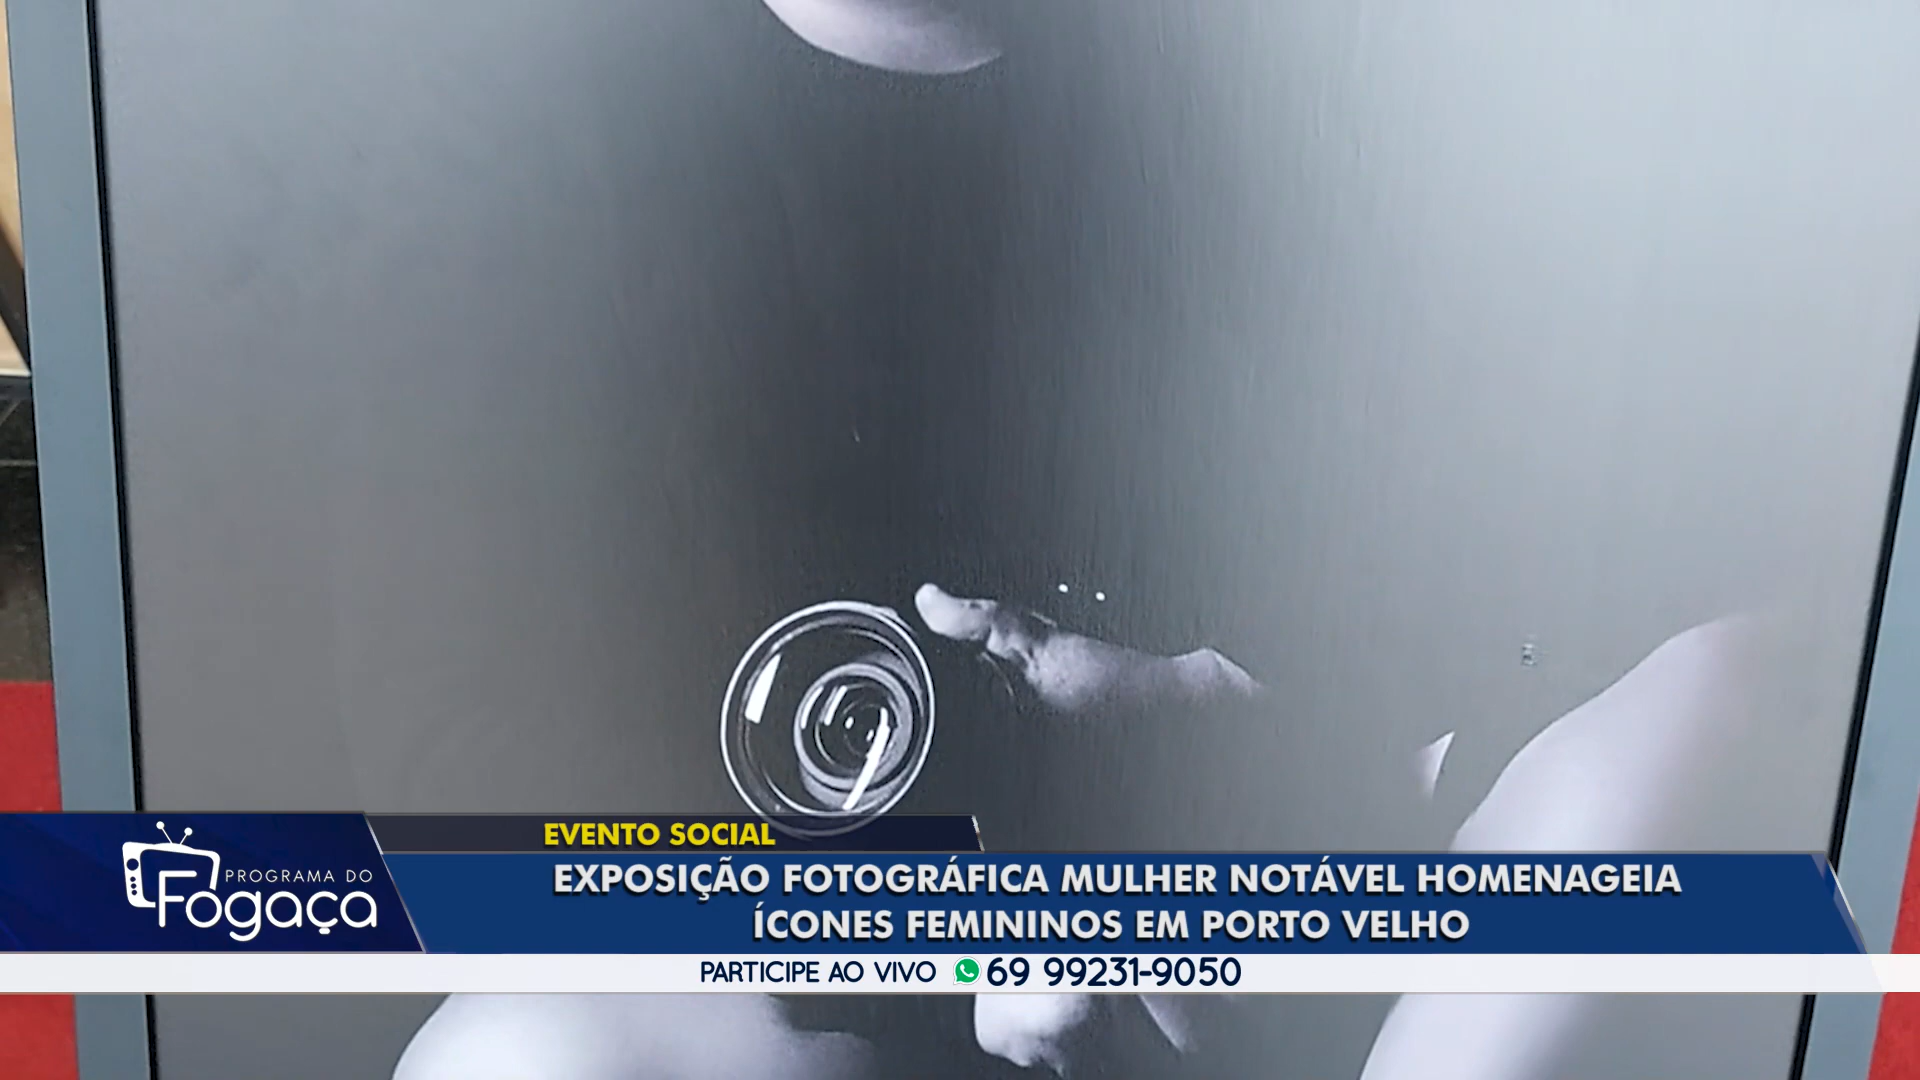 EVENTO SOCIAL
PROGRAMA DO
Fogaça
EXPOSIÇÃO FOTOGRÁFICA MULHER NOTÁVEL HOMENAGEIA
ÍCONES FEMININOS EM PORTO VELHO
PARTICIPE AO VIVO 69 99231-9050